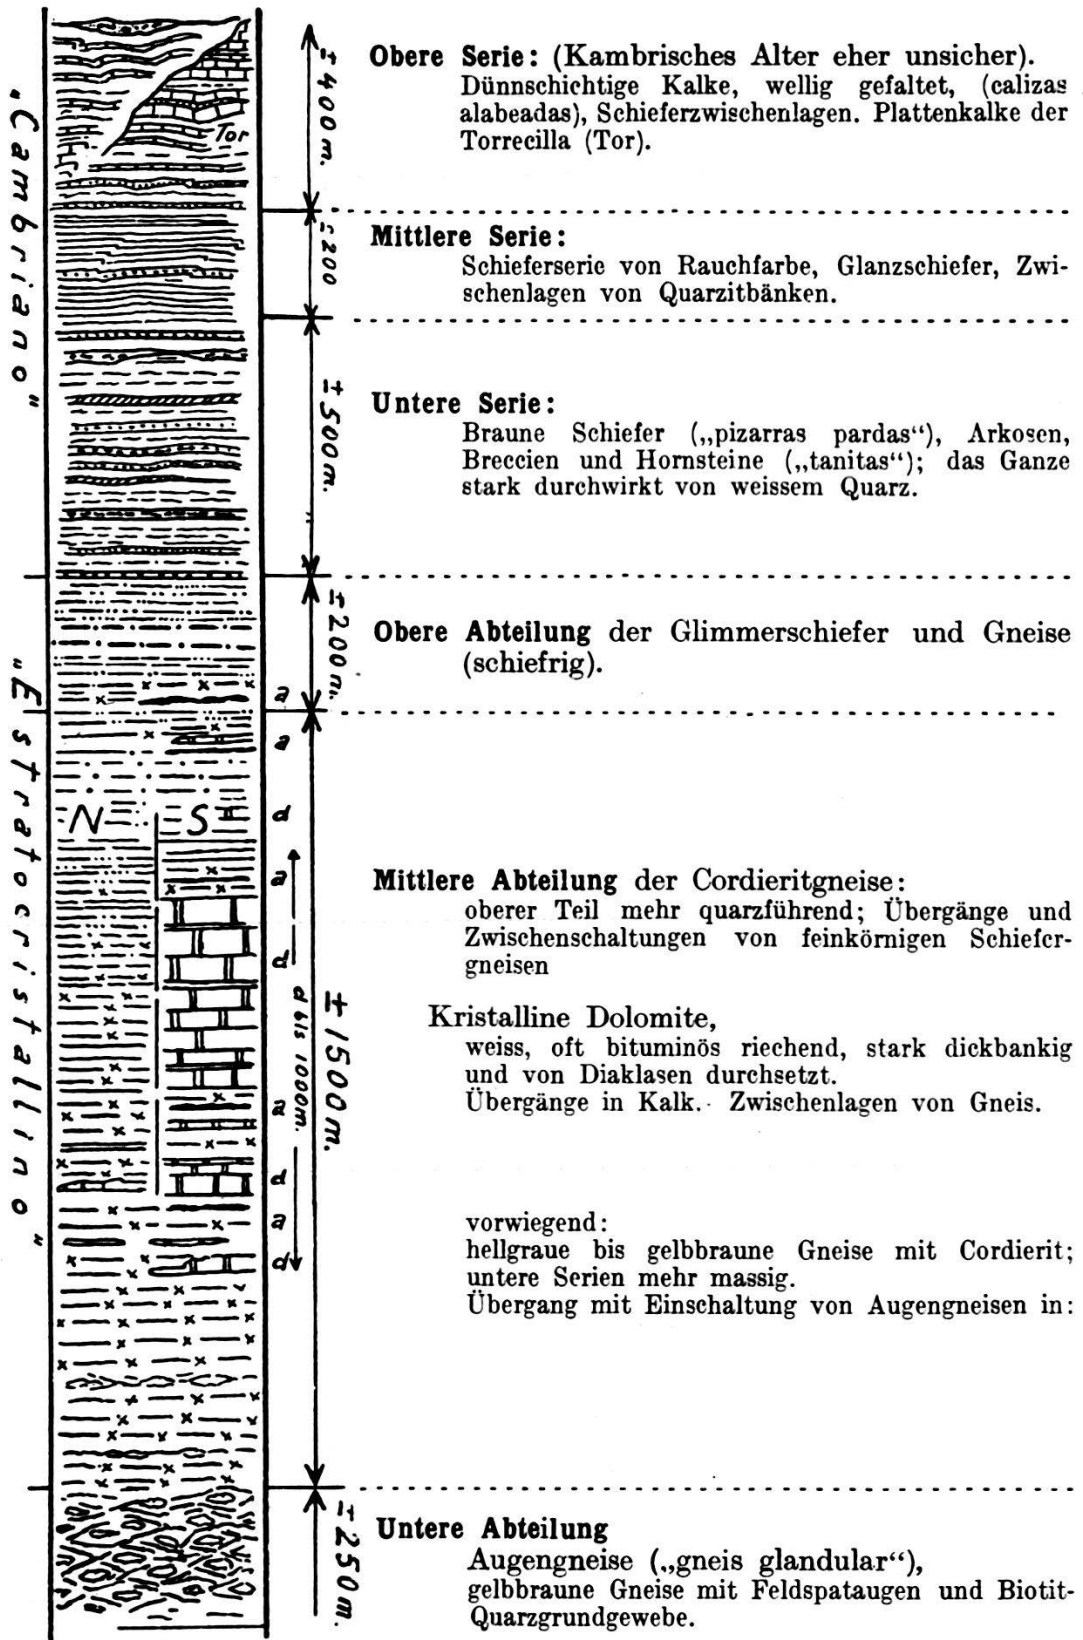 „Cambriano"
± 400 m.
Tor
Obere Serie: (Kambrisches Alter eher unsicher).
Dünnschichtige Kalke, wellig gefaltet, (calizas
alabeadas), Schieferzwischenlagen. Plattenkalke der
Torrecilla (Tor).
± 200
Mittlere Serie:
Schieferserie von Rauchfarbe, Glanzschiefer, Zwi-
schenlagen von Quarzitbänken.
± 500 m.
Untere Serie:
Braune Schiefer („pizarras pardas“), Arkosen,
Breccien und Hornsteine („tanitas“); das Ganze
stark durchwirkt von weissem Quarz.
„Estratocristallino"
± 200 m.
Obere Abteilung der Glimmerschiefer und Gneise
(schiefrig).
a
a
N
S
d
a
d
d bis 1000 m.
a
d
a
d
± 1500 m.
Mittlere Abteilung der Cordieritgneise:
oberer Teil mehr quarzführend; Übergänge und
Zwischenschaltungen von feinkörnigen Schiefer-
gneisen
Kristalline Dolomite,
weiss, oft bituminös riechend, stark dickbankig
und von Diaklasen durchsetzt.
Übergänge in Kalk. Zwischenlagen von Gneis.
vorwiegend:
hellgraue bis gelbbraune Gneise mit Cordierit;
untere Serien mehr massig.
Übergang mit Einschaltung von Augengneisen in:
± 250 m.
Untere Abteilung
Augengneise („gneis glandular“),
gelbbraune Gneise mit Feldspataugen und Biotit-
Quarzgrundgewebe.